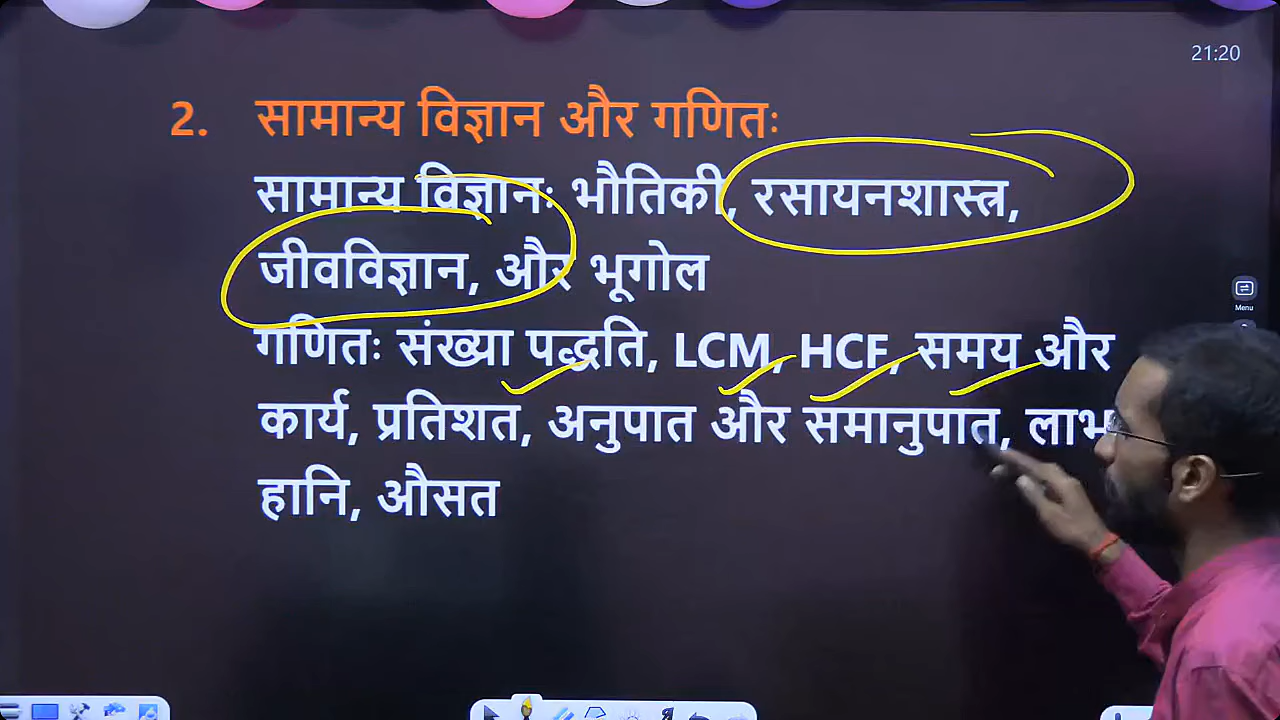 21:20
2. सामान्य विज्ञान और गणितः
सामान्य विज्ञानः भौतिकी, रसायनशास्त्र,
जीवविज्ञान, और भूगोल
Menu
गणितः संख्या पद्धति, LCM, HCF, समय और
कार्य, प्रतिशत, अनुपात और समानुपात, लाभ
हानि, औसत